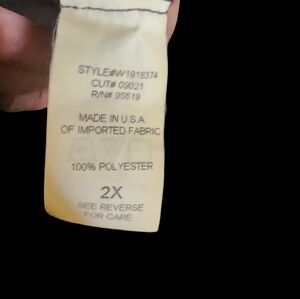 STYLE#W1918374
CUT# 09021
R/N# 95619
MADE IN U.S.A
OF IMPORTED FABRIC
100% POLYESTER
2X
SEE REVERSE
FOR CARE